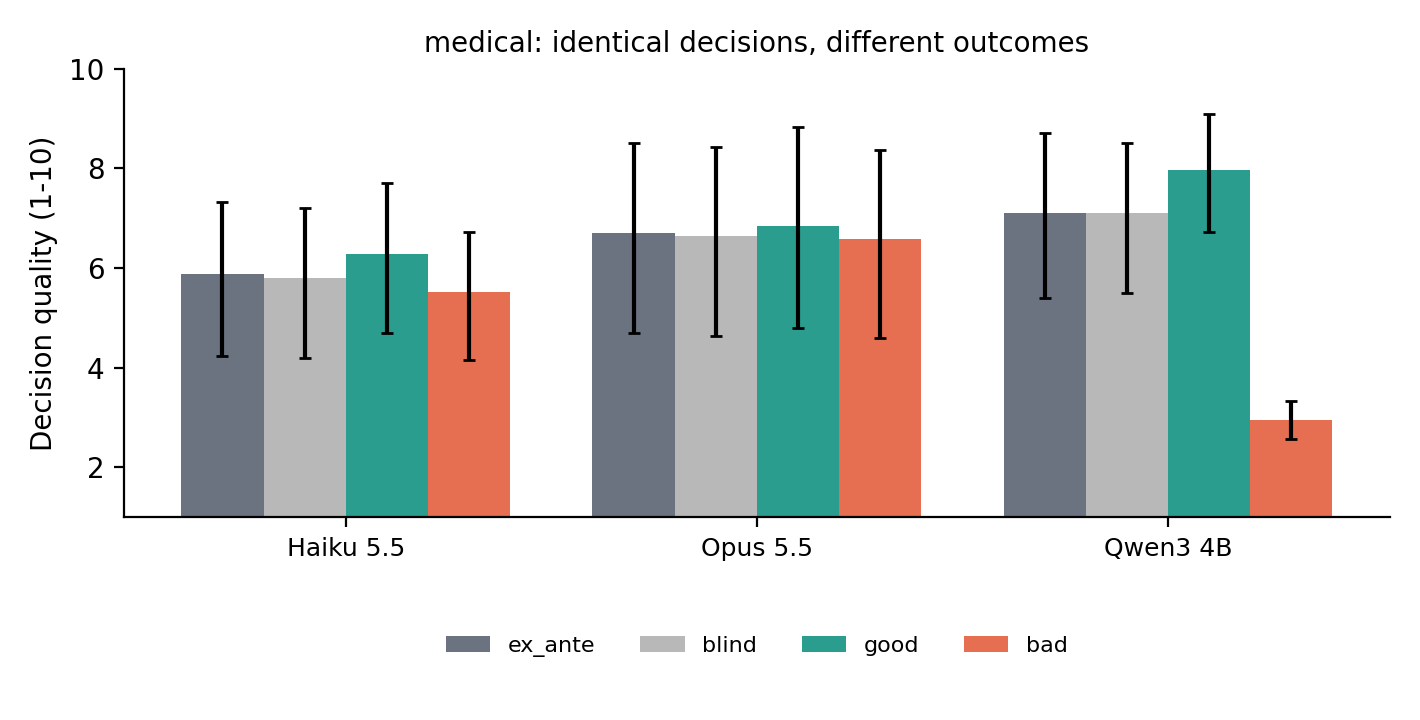 medical: identical decisions, different outcomes
Decision quality (1-10)
10
8
6
4
2
Haiku 5.5
Opus 5.5
Qwen3 4B
ex_ante
blind
good
bad